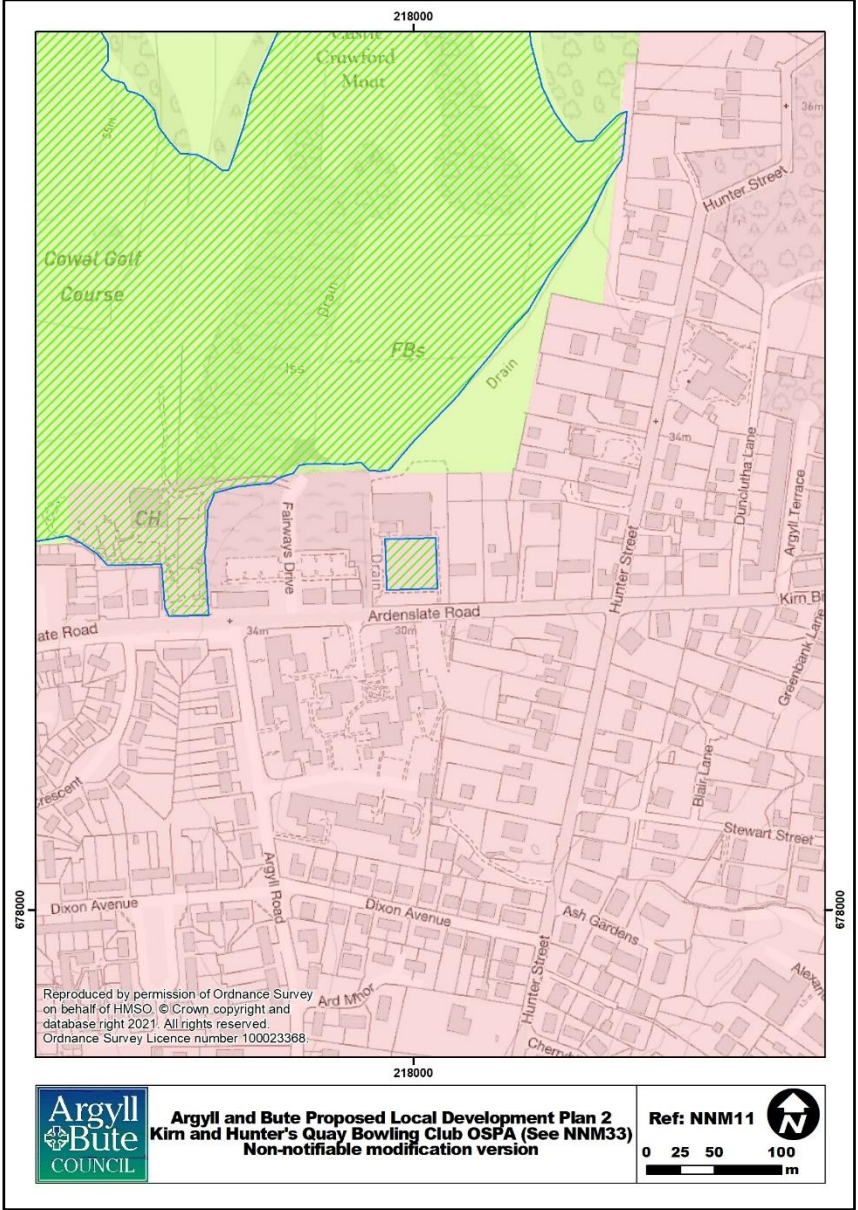 218000
Castle
Crawford
Moat
36m
55m
Hunter Street
Cowal Golf
Course
Drain
FBs
Iss
Drain
34m
Dunclutha Lane
Argyll Terrace
CH
Fairways Drive
Drain
Hunter Street
Ardenslate Road
Kirn B
ate Road
34m
30m
Greenbank Lane
Blair Lane
rescent
Stewart Street
Argyll Road
678000
678000
Dixon Avenue
Dixon Avenue
Ash Gardens
Hunter Street
Alexan
Ard Mhor
Cherry
Reproduced by permission of Ordnance Survey
on behalf of HMSO. © Crown copyright and
database right 2021. All rights reserved.
Ordnance Survey Licence number 100023368.
218000
Argyll
&Bute
COUNCIL
Argyll and Bute Proposed Local Development Plan 2
Kirn and Hunter's Quay Bowling Club OSPA (See NNM33)
Non-notifiable modification version
Ref: NNM11
N
0 25 50 100
m